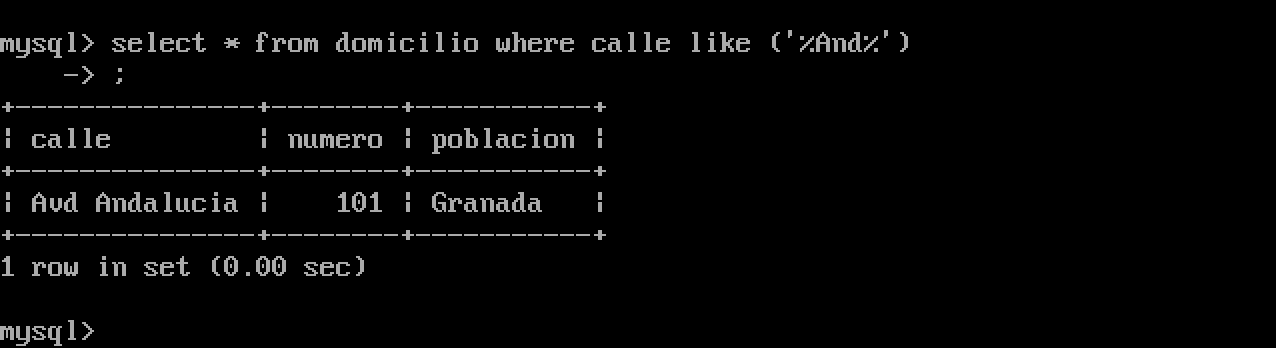 mysql> select * from domicilio where calle like ('%And%')
    -> ;
+---------------+--------+-----------+
| calle         | numero | poblacion |
+---------------+--------+-----------+
| Avd Andalucia |    101 | Granada   |
+---------------+--------+-----------+
1 row in set (0.00 sec)

mysql>